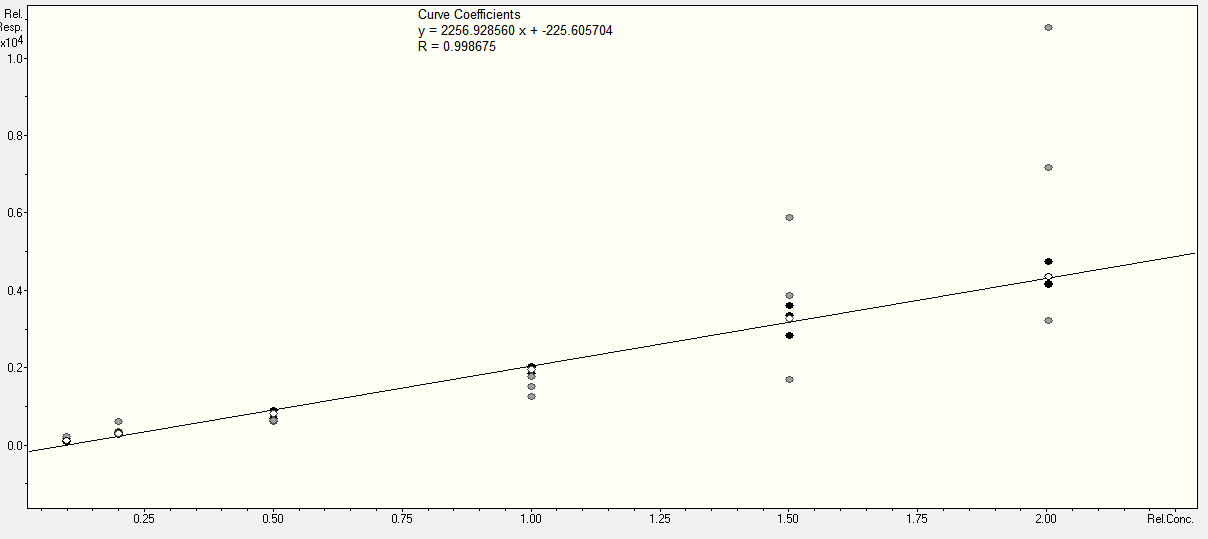 Rel.
Resp.
x10^4
Curve Coefficients
y = 2256.928560 x + -225.605704
R = 0.998675
1.0
0.8
0.6
0.4
0.2
0.0
0.25
0.50
0.75
1.00
1.25
1.50
1.75
2.00
Rel.Conc.